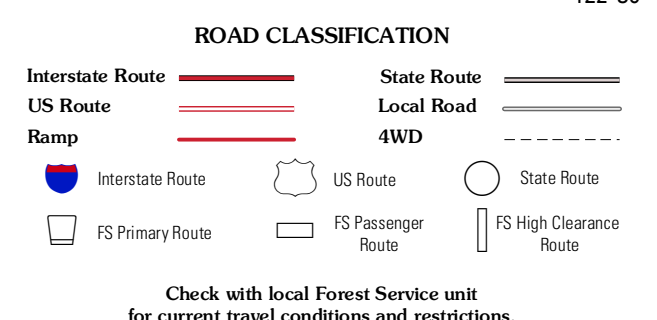 ROAD CLASSIFICATION
Interstate Route
State Route
US Route
Local Road
Ramp
4WD
Interstate Route
US Route
State Route
FS Primary Route
FS Passenger
Route
FS High Clearance
Route
Check with local Forest Service unit
for current travel conditions and restrictions.